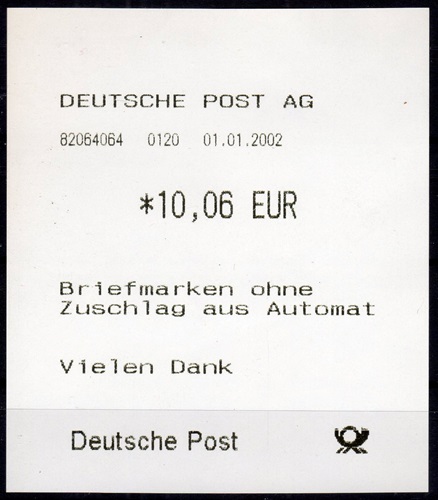 DEUTSCHE POST AG
82064064 0120 01.01.2002
*10,06 EUR
Briefmarken ohne
Zuschlag aus Automat
Vielen Dank
Deutsche Post